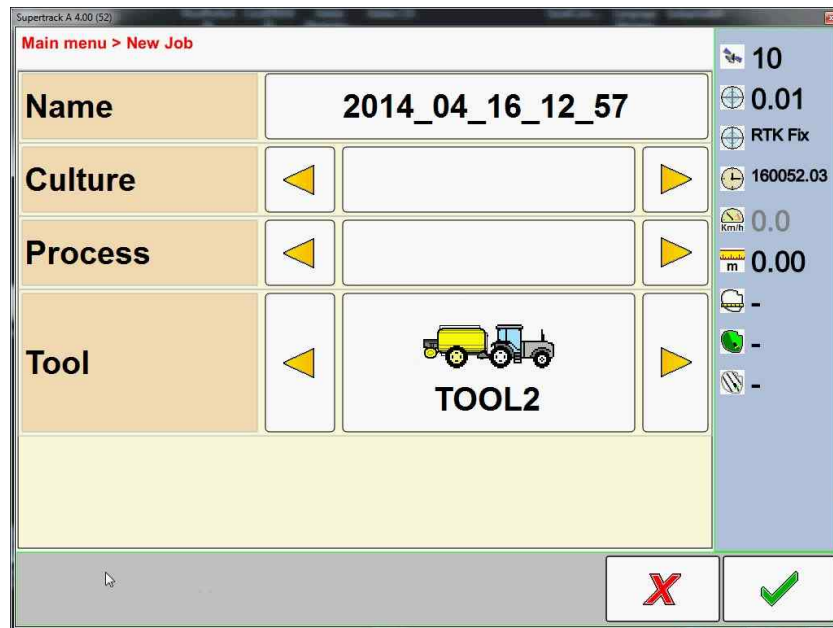 Supertrack A 4.00 (52)
Main menu > New Job
Name
2014_04_16_12_57
Culture
Process
Tool
TOOL2
10
0.01
RTK Fix
160052.03
Km/h
0.0
m
0.00
-
-
-